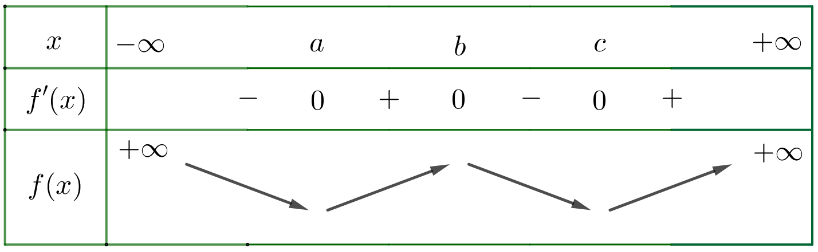 x −∞ a b c +∞
f′(x) − 0 + 0 − 0 +
f(x) +∞ +∞